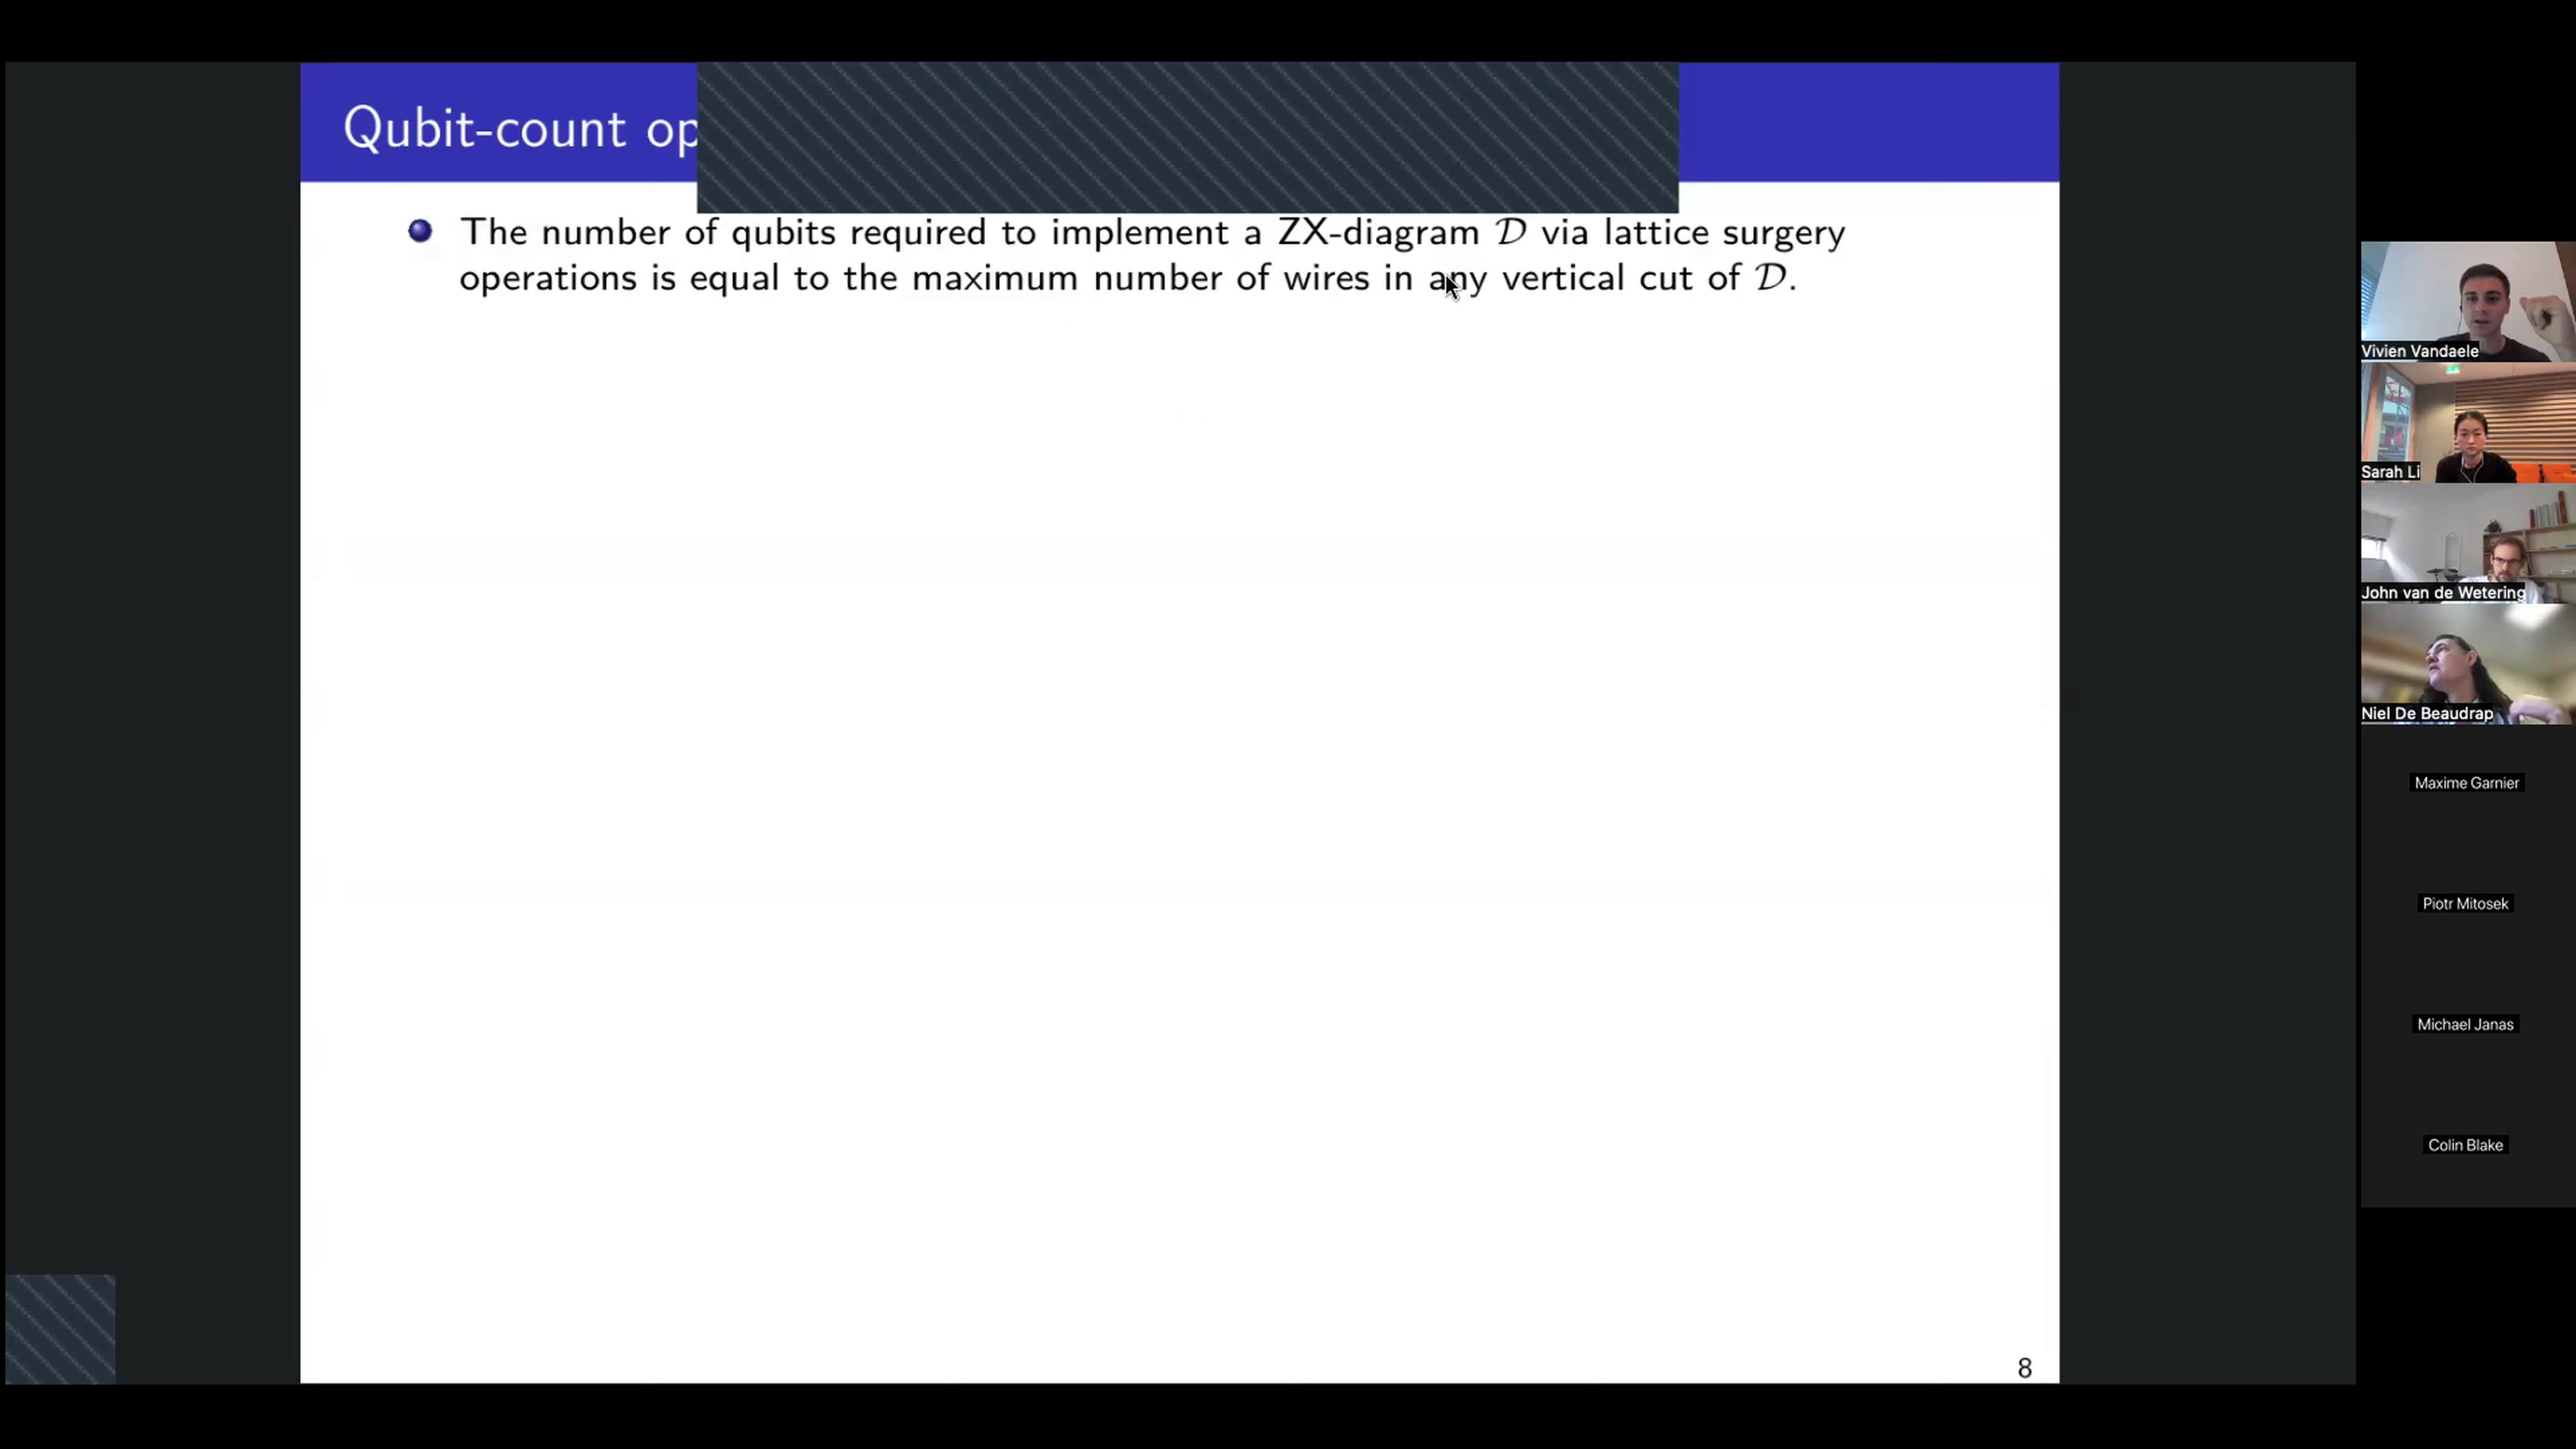 Qubit-count op
The number of qubits required to implement a ZX-diagram 𝒟 via lattice surgery
operations is equal to the maximum number of wires in any vertical cut of 𝒟.
8
Vivien Vandaele
Sarah Li
John van de Wetering
Niel De Beaudrap
Maxime Garnier
Piotr Mitosek
Michael Janas
Colin Blake